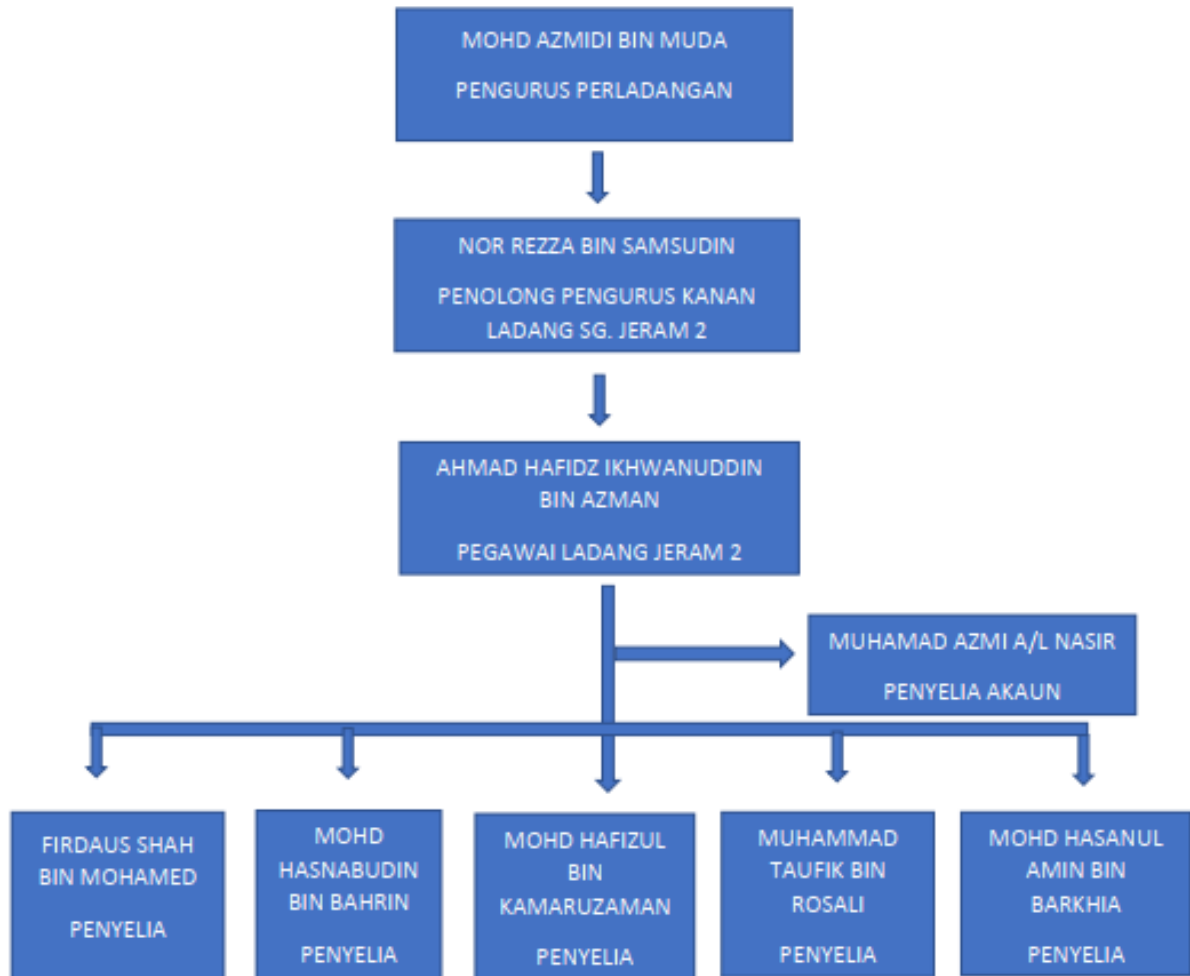 MOHD AZMIDI BIN MUDA
PENGURUS PERLADANGAN
NOR REZZA BIN SAMSUDIN
PENOLONG PENGURUS KANAN
LADANG SG. JERAM 2
AHMAD HAFIDZ IKHWANUDDIN
BIN AZMAN
PEGAWAI LADANG JERAM 2
MUHAMAD AZMI A/L NASIR
PENYELIA AKAUN
FIRDAUS SHAH
BIN MOHAMED
PENYELIA
MOHD
HASNABUDIN
BIN BAHRIN
PENYELIA
MOHD HAFIZUL
BIN
KAMARUZAMAN
PENYELIA
MUHAMMAD
TAUFIK BIN
ROSALI
PENYELIA
MOHD HASANUL
AMIN BIN
BARKHIA
PENYELIA